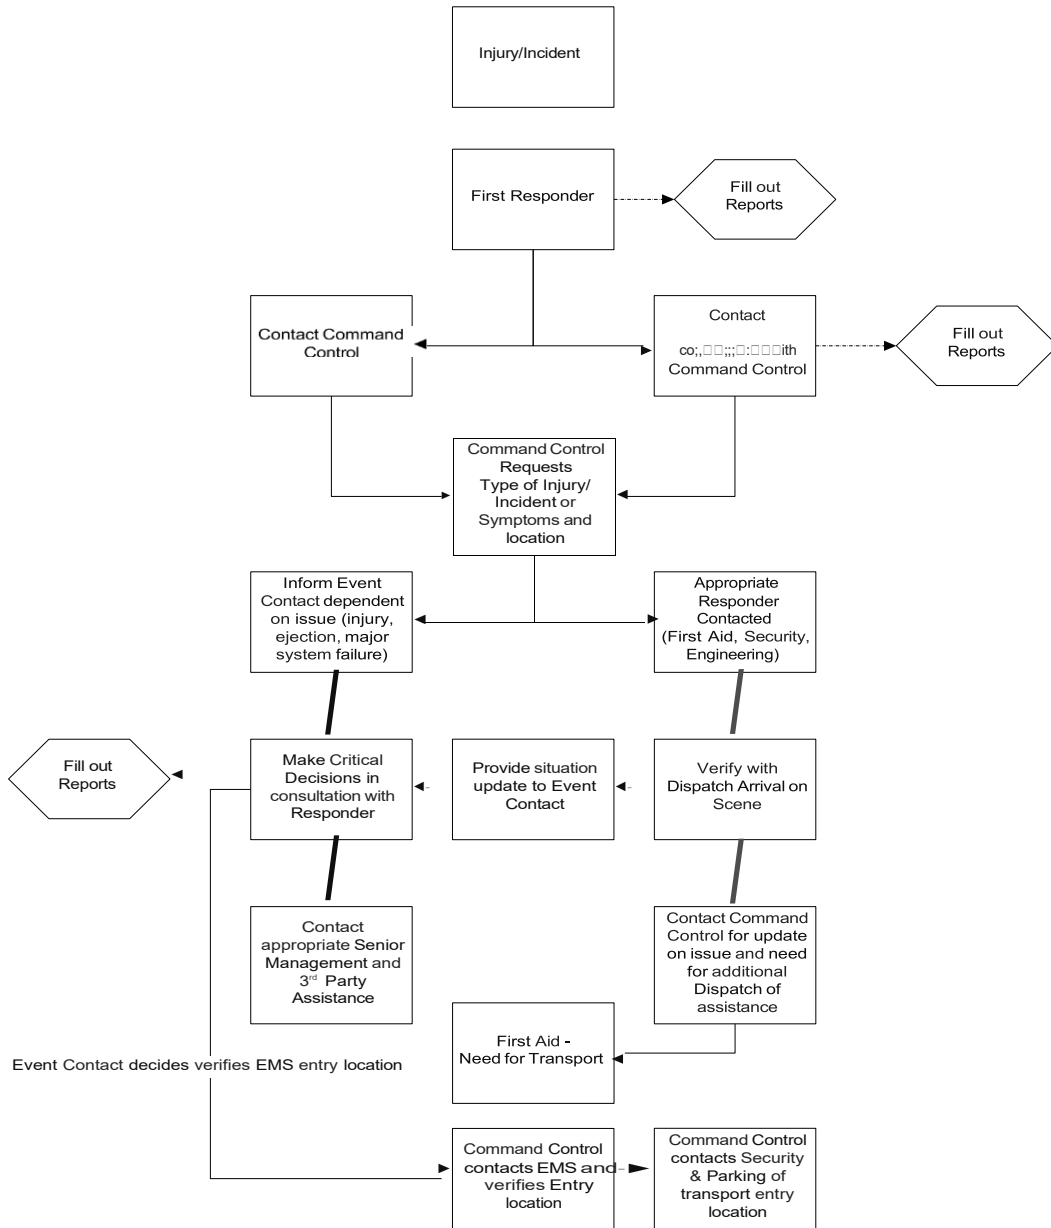 Injury/Incident
First Responder
Fill out
Reports
Contact Command
Control
Contact
Command Control
Fill out
Reports
Command Control
Requests
Type of Injury/
Incident or
Symptoms and
location
Inform Event
Contact dependent
on issue (injury,
ejection, major
system failure)
Appropriate
Responder
Contacted
(First Aid, Security,
Engineering)
Fill out
Reports
Make Critical
Decisions in
consultation with
Responder
Provide situation
update to Event
Contact
Verify with
Dispatch Arrival on
Scene
Contact
appropriate Senior
Management and
3rd Party
Assistance
Contact Command
Control for update
on issue and need
for additional
Dispatch of
assistance
First Aid -
Need for Transport
Event Contact decides verifies EMS entry location
Command Control
contacts EMS and
verifies Entry
location
Command Control
contacts Security
& Parking of
transport entry
location